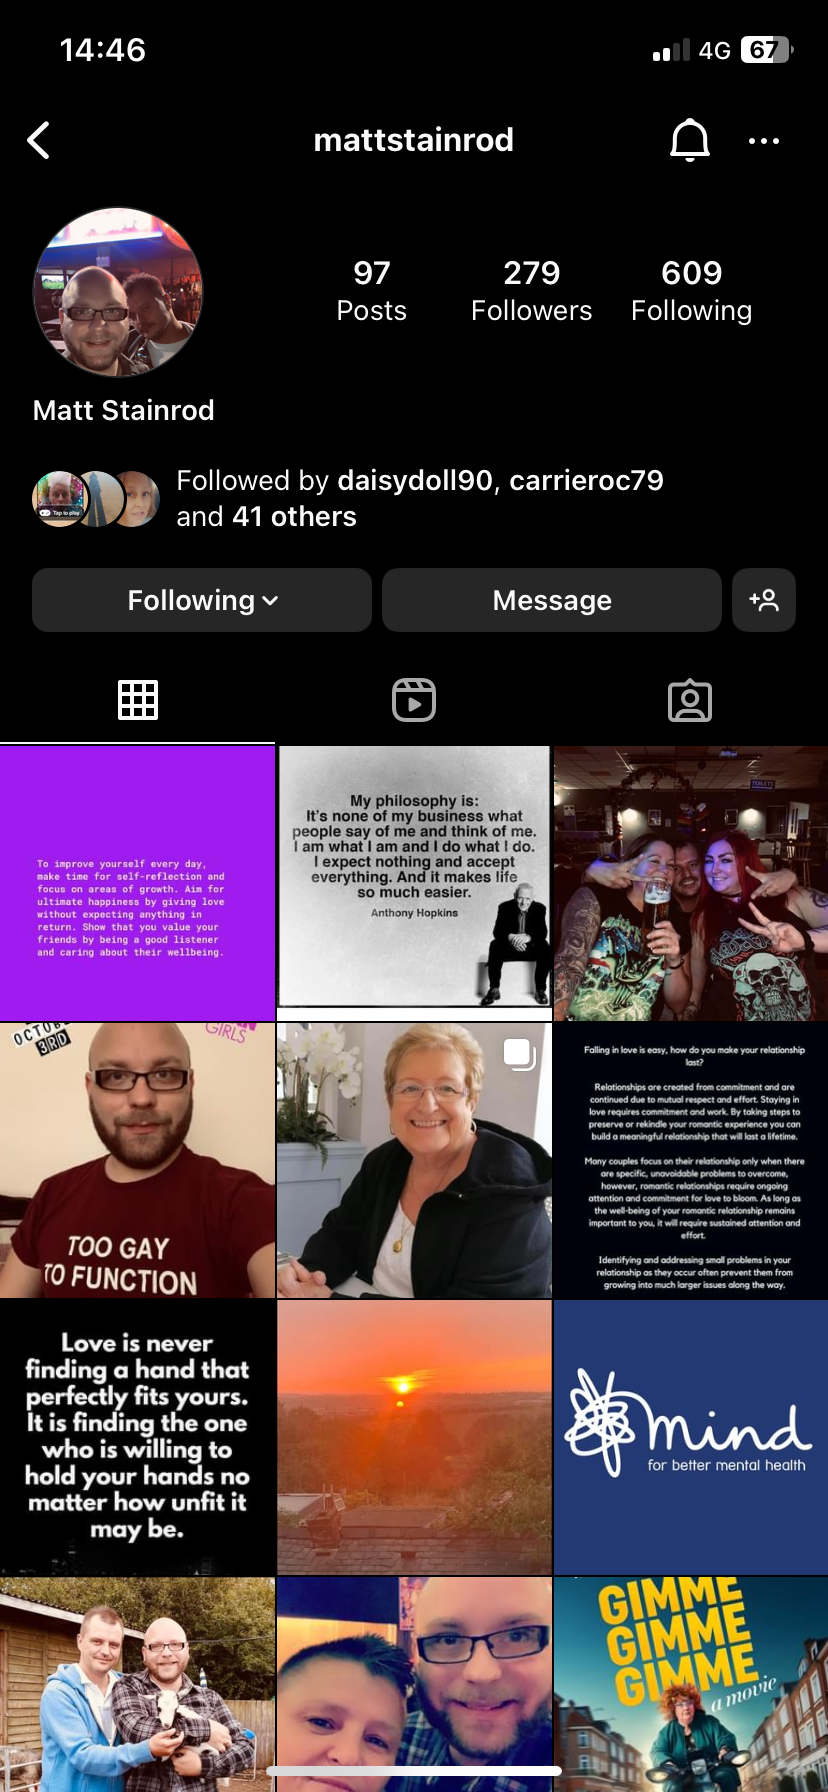 14:46
4G
67
mattstainrod
97
279
609
Posts
Followers
Following
Matt Stainrod
Tap to play
Followed by daisydoll90, carrieroc79
and 41 others
Following
Message
To improve yourself every day,
make time for self-reflection and
focus on areas of growth. Aim for
ultimate happiness by giving love
without expecting anything in
return. Show that you value your
friends by being a good listener
and caring about their wellbeing.
My philosophy is:
It's none of my business what
people say of me and think of me.
I am what I am and I do what I do.
I expect nothing and accept
everything. And it makes life
so much easier.
Anthony Hopkins
TOILETS
OCTOBE
3RD
GIRLS
TOO GAY
TO FUNCTION
Falling in love is easy, how do you make your relationship
last?
Relationships are created from commitment and are
continued due to mutual respect and effort. Staying in
love requires commitment and work. By taking steps to
preserve or rekindle your romantic experience you can
build a meaningful relationship that will last a lifetime.
Many couples focus on their relationship only when there
are specific, unavoidable problems to overcome,
however, romantic relationships require ongoing
attention and commitment for love to bloom. As long as
the well-being of your romantic relationship remains
important to you, it will require sustained attention and
effort.
Identifying and addressing small problems in your
relationship as they occur often prevent them from
growing into much larger issues along the way.
Love is never
finding a hand that
perfectly fits yours.
It is finding the one
who is willing to
hold your hands no
matter how unfit it
may be.
mind
for better mental health
GIMME
GIMME
GIMME
a movie